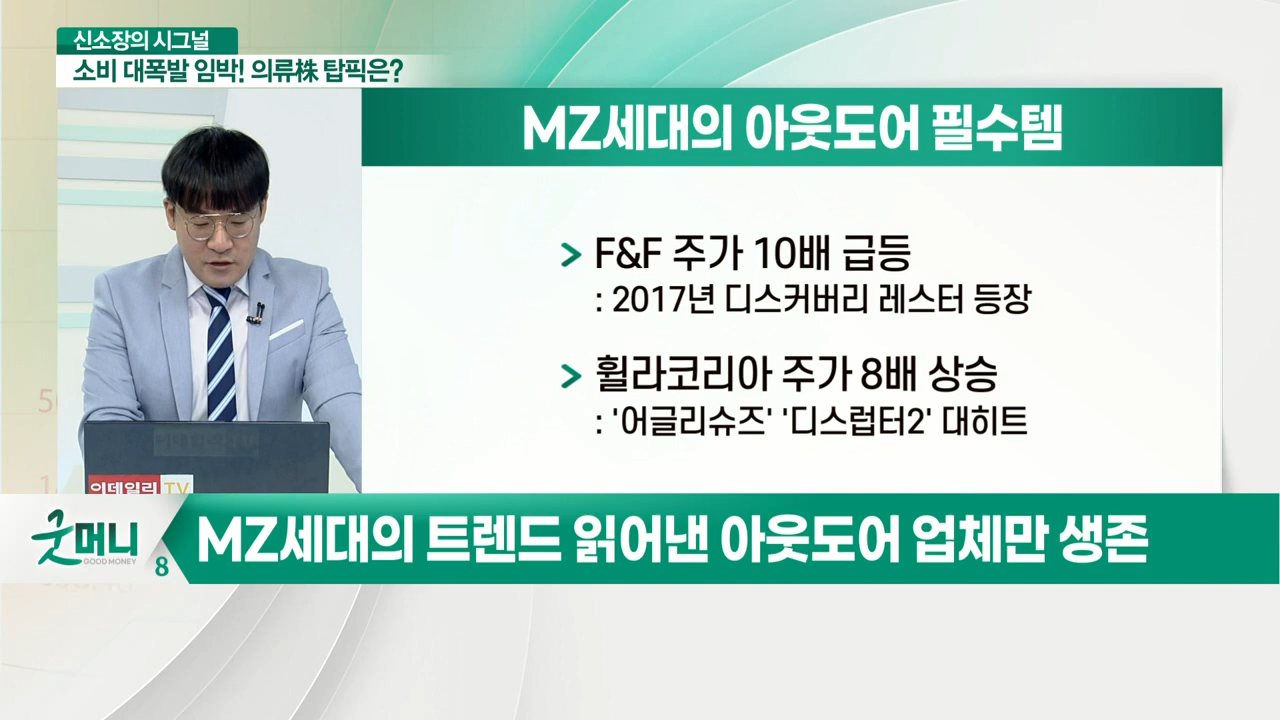 신소장의 시그널
소비 대폭발 임박! 의류株 탑픽은?
MZ세대의 아웃도어 필수템
> F&F 주가 10배 급등
: 2017년 디스커버리 레스터 등장
> 휠라코리아 주가 8배 상승
: '어글리슈즈' '디스럽터2' 대히트
이데일리 TV
굿머니
GOOD MONEY
8
MZ세대의 트렌드 읽어낸 아웃도어 업체만 생존